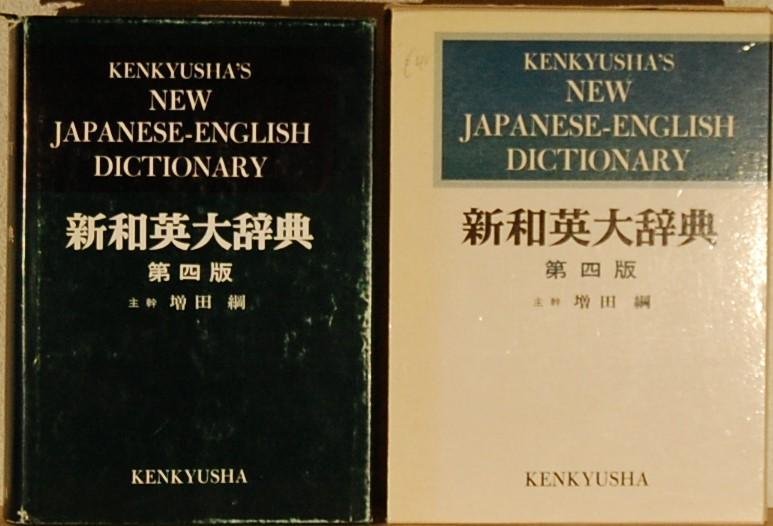 KENKYUSHA'S
NEW
JAPANESE-ENGLISH
DICTIONARY
新和英大辞典
第四版
主幹 増田 綱
KENKYUSHA
KENKYUSHA'S
NEW
JAPANESE-ENGLISH
DICTIONARY
新和英大辞典
第四版
主幹 増田 綱
KENKYUSHA